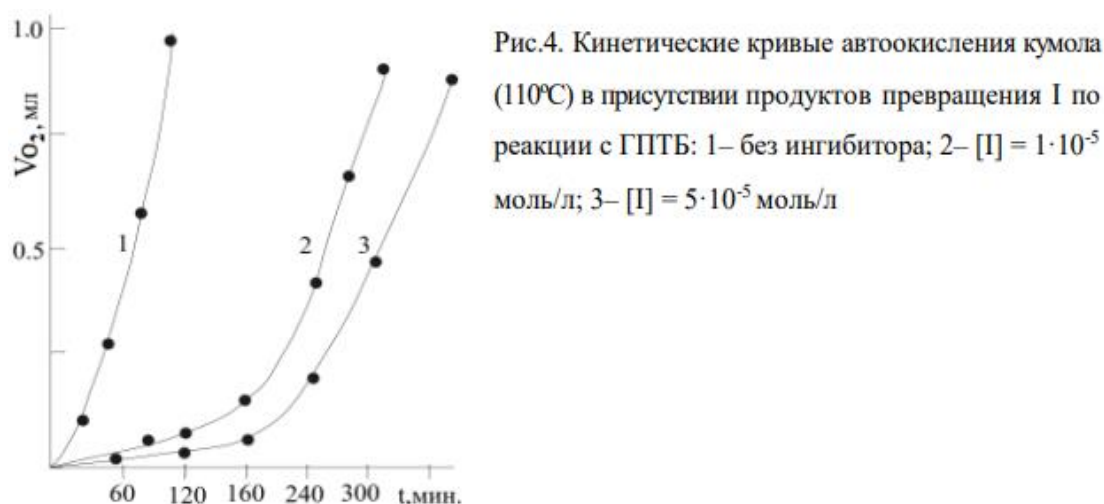 1.0
Vo₂, мл
0.5
1
2
3
60 120 160 240 300 t,мин.
Рис.4. Кинетические кривые автоокисления кумола
(110⁰С) в присутствии продуктов превращения I по
реакции с ГПТБ: 1– без ингибитора; 2– [I] = 1·10⁻⁵
моль/л; 3– [I] = 5·10⁻⁵ моль/л